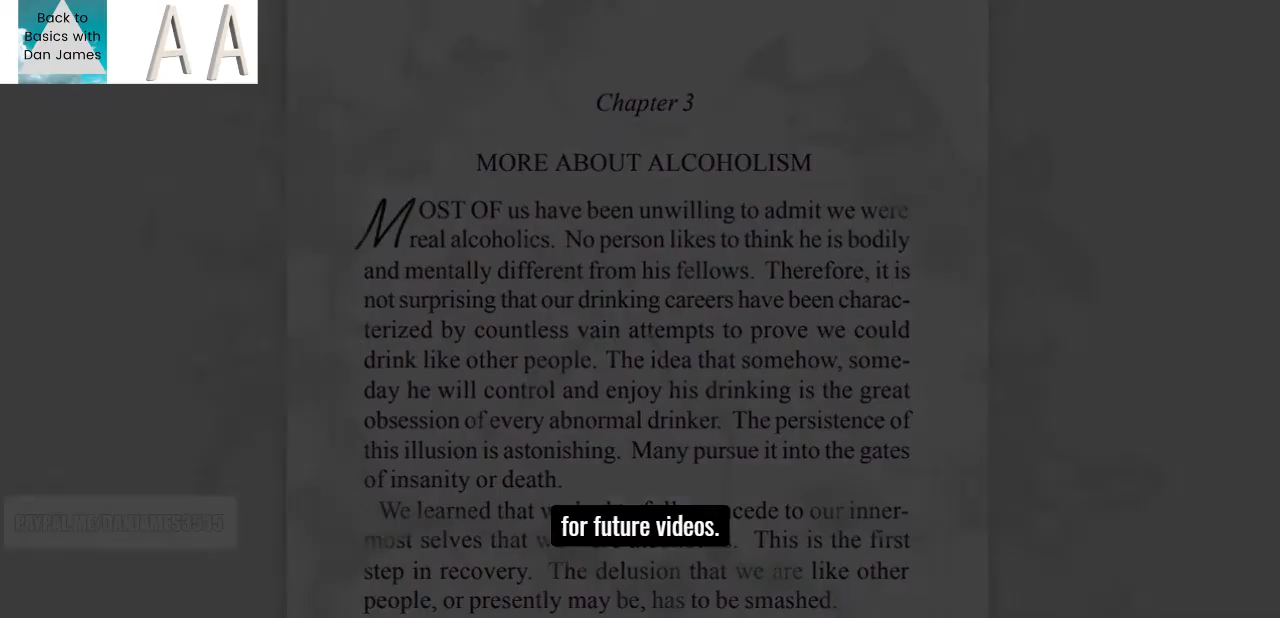 Back to
Basics with
Dan James
A A
Chapter 3
MORE ABOUT ALCOHOLISM
MOST OF us have been unwilling to admit we were
real alcoholics. No person likes to think he is bodily
and mentally different from his fellows. Therefore, it is
not surprising that our drinking careers have been charac-
terized by countless vain attempts to prove we could
drink like other people. The idea that somehow, some-
day he will control and enjoy his drinking is the great
obsession of every abnormal drinker. The persistence of
this illusion is astonishing. Many pursue it into the gates
of insanity or death.
We learned that cede to our inner-
for future videos.
most selves that This is the first
PAYPAL.ME/DANJAMES3515
step in recovery. The delusion that we are like other
people, or presently may be, has to be smashed.